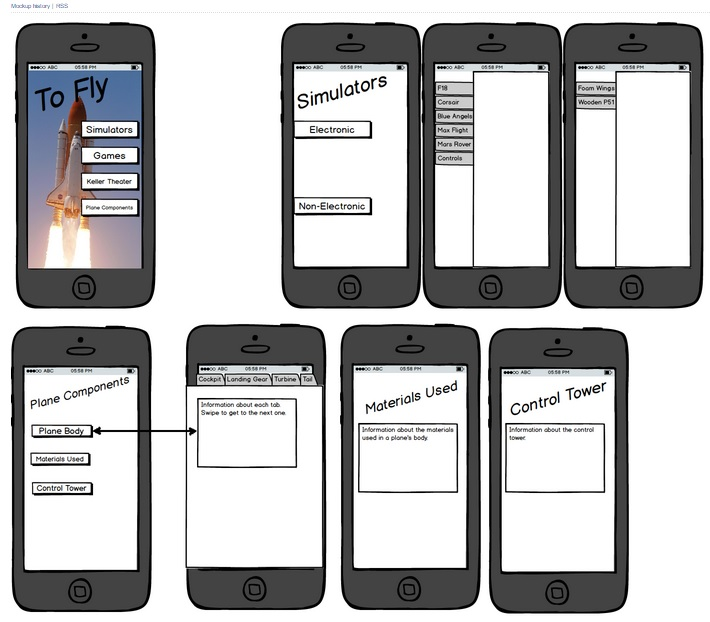 Mockup history | HSS
ABC 05:58 PM
To Fly
Simulators
Games
Keller Theater
Plane Components
ABC 05:58 PM
Simulators
Electronic
Non-Electronic
ABC 05:58 PM
F18
Corsair
Blue Angels
Max Flight
Mars Rover
Controls
ABC 05:58 PM
Foam Wings
Wooden P51
ABC 05:58 PM
Plane Components
Plane Body
Materials Used
Control Tower
ABC 05:58 PM
Cockpit Landing Gear Turbine Tail
Information about each tab.
Swipe to get to the next one.
ABC 05:58 PM
Materials Used
Information about the materials
used in a plane's body.
ABC 05:58 PM
Control Tower
Information about the control
tower.